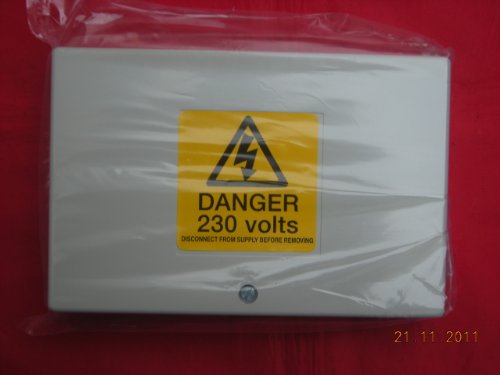 DANGER
230 volts
DISCONNECT FROM SUPPLY BEFORE REMOVING
21 11 2011